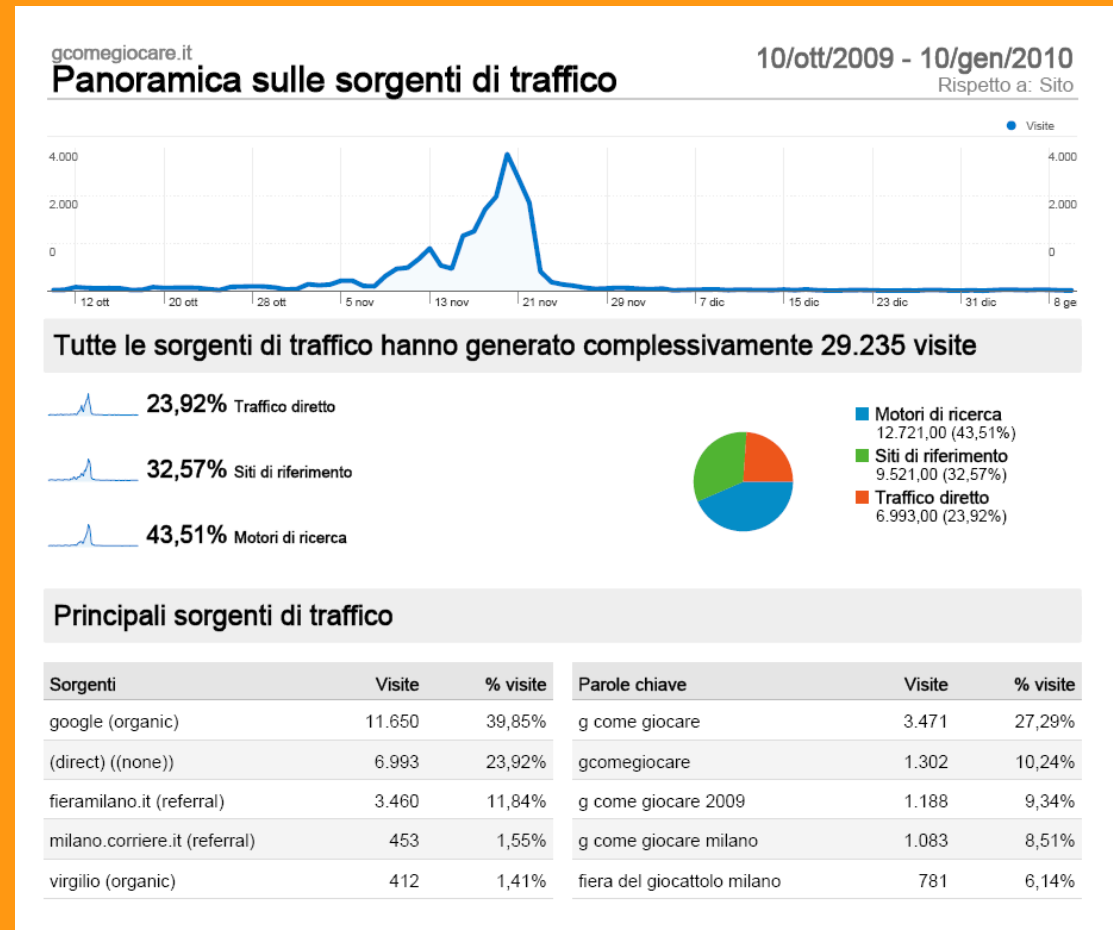 gcomegiocare.it
Panoramica sulle sorgenti di traffico
10/ott/2009 - 10/gen/2010
Rispetto a: Sito
Visite
4.000 4.000
2.000 2.000
0 0
12 ott 20 ott 28 ott 5 nov 13 nov 21 nov 29 nov 7 dic 15 dic 23 dic 31 dic 8 ge
Tutte le sorgenti di traffico hanno generato complessivamente 29.235 visite
23,92% Traffico diretto
32,57% Siti di riferimento
43,51% Motori di ricerca
Motori di ricerca
12.721,00 (43,51%)
Siti di riferimento
9.521,00 (32,57%)
Traffico diretto
6.993,00 (23,92%)
Principali sorgenti di traffico
Sorgenti Visite % visite
google (organic) 11.650 39,85%
(direct) ((none)) 6.993 23,92%
fieramilano.it (referral) 3.460 11,84%
milano.corriere.it (referral) 453 1,55%
virgilio (organic) 412 1,41%
Parole chiave Visite % visite
g come giocare 3.471 27,29%
gcomegiocare 1.302 10,24%
g come giocare 2009 1.188 9,34%
g come giocare milano 1.083 8,51%
fiera del giocattolo milano 781 6,14%